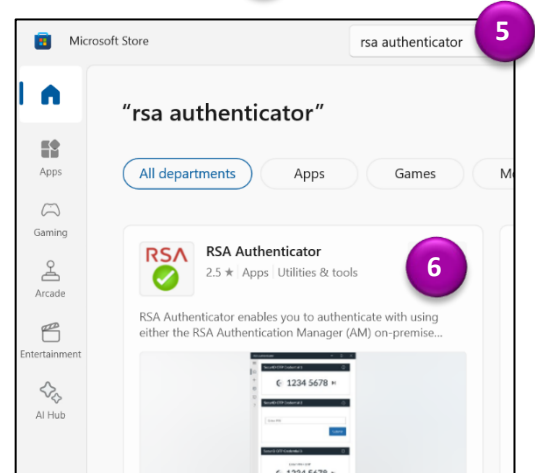 5
Microsoft Store
rsa authenticator
"rsa authenticator"
All departments
Apps
Games
Apps
Gaming
Arcade
Entertainment
AI Hub
RSA
RSA Authenticator
2.5 ★ Apps Utilities & tools
6
RSA Authenticator enables you to authenticate with using
either the RSA Authentication Manager (AM) on-premise...
1234 5678
1234 5678